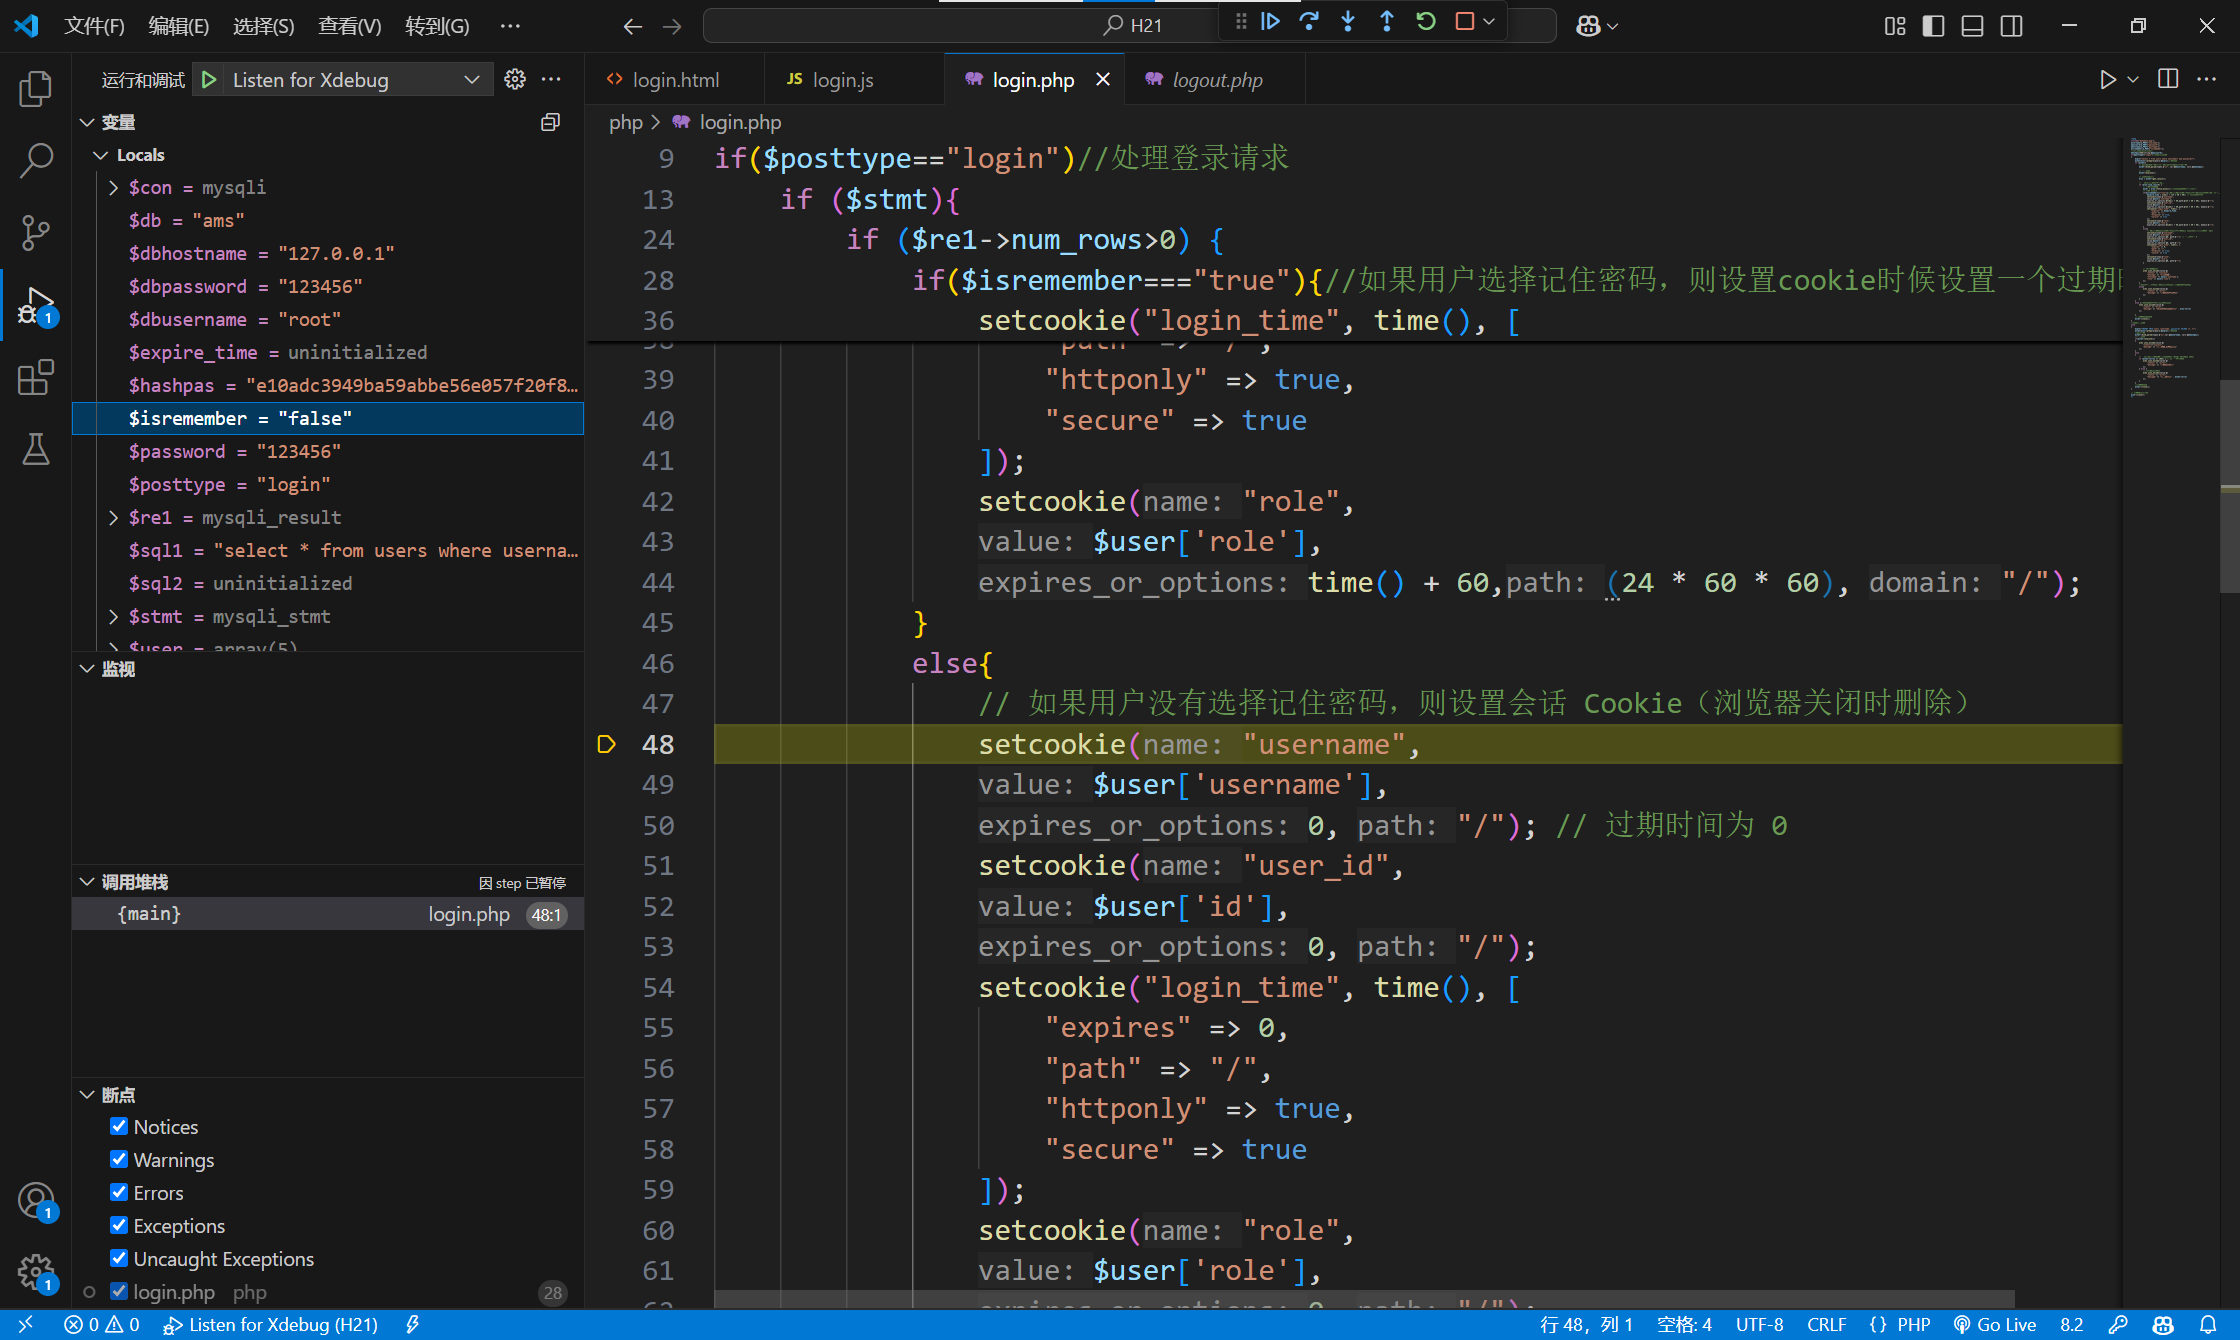 文件(F) 编辑(E) 选择(S) 查看(V) 转到(G) ··· H21
运行和调试 Listen for Xdebug
login.html JS login.js login.php logout.php
php > login.php
变量
Locals
$con = mysqli
$db = "ams"
$dbhostname = "127.0.0.1"
$dbpassword = "123456"
$dbusername = "root"
$expire_time = uninitialized
$hashpas = "e10adc3949ba59abbe56e057f20f8…
$isremember = "false"
$password = "123456"
$posttype = "login"
$re1 = mysqli_result
$sql1 = "select * from users where userna…
$sql2 = uninitialized
$stmt = mysqli_stmt
$user = array(5)
监视
调用堆栈 因 step 已暂停
{main} login.php 48:1
断点
Notices
Warnings
Errors
Exceptions
Uncaught Exceptions
login.php php 28
9 if($posttype=="login")//处理登录请求
13 if ($stmt){
24 if ($re1->num_rows>0) {
28 if($isremember==="true"){//如果用户选择记住密码，则设置cookie时候设置一个过期
36 setcookie("login_time", time(), [
38 "path" => "/",
39 "httponly" => true,
40 "secure" => true
41 ]);
42 setcookie(name: "role",
43 value: $user['role'],
44 expires_or_options: time() + 60,path: (24 * 60 * 60), domain: "/");
45 }
46 else{
47 // 如果用户没有选择记住密码，则设置会话 Cookie（浏览器关闭时删除）
48 setcookie(name: "username",
49 value: $user['username'],
50 expires_or_options: 0, path: "/"); // 过期时间为 0
51 setcookie(name: "user_id",
52 value: $user['id'],
53 expires_or_options: 0, path: "/");
54 setcookie("login_time", time(), [
55 "expires" => 0,
56 "path" => "/",
57 "httponly" => true,
58 "secure" => true
59 ]);
60 setcookie(name: "role",
61 value: $user['role'],
62 expires_or_options: 0, path: "/");
1
1
1
0 0 Listen for Xdebug (H21) 行 48，列 1 空格: 4 UTF-8 CRLF {} PHP Go Live 8.2